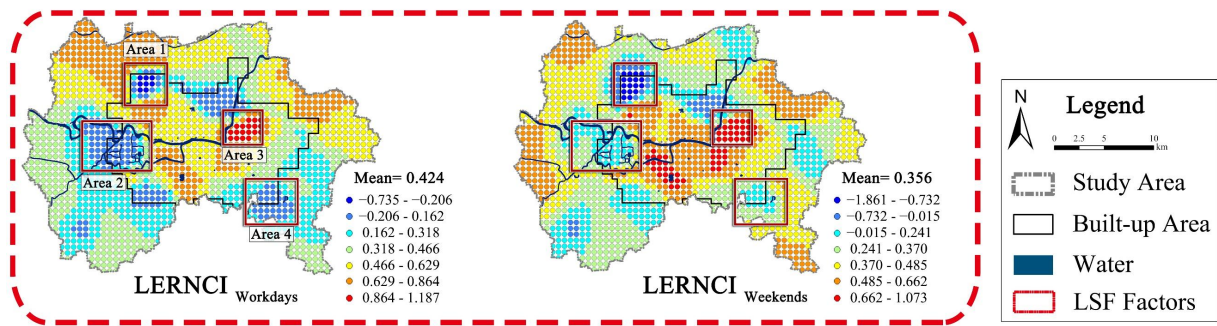 Area 1
Area 2
Area 3
Area 4
LERNCI Workdays
Mean= 0.424
−0.735 - −0.206
−0.206 - 0.162
0.162 - 0.318
0.318 - 0.466
0.466 - 0.629
0.629 - 0.864
0.864 - 1.187
LERNCI Weekends
Mean= 0.356
−1.861 - −0.732
−0.732 - −0.015
−0.015 - 0.241
0.241 - 0.370
0.370 - 0.485
0.485 - 0.662
0.662 - 1.073
N
Legend
0 2.5 5 10
km
Study Area
Built-up Area
Water
LSF Factors